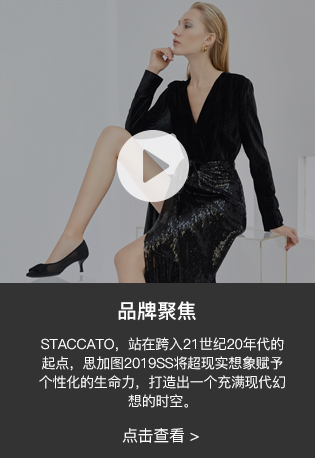 品牌聚焦
STACCATO，站在跨入21世纪20年代的
起点，思加图2019SS将超现实想象赋予
个性化的生命力，打造出一个充满现代幻
想的时空。
点击查看 >